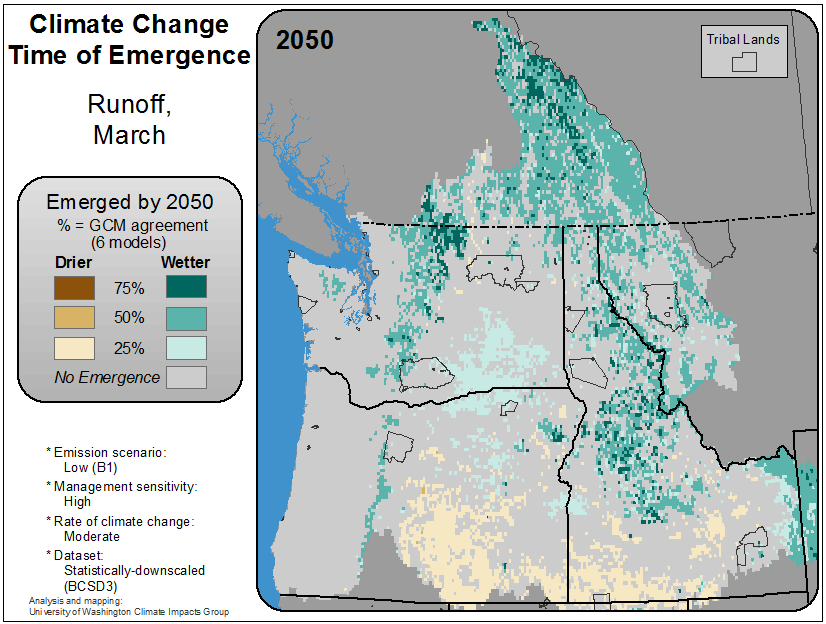 Climate Change
Time of Emergence
Runoff,
March
Emerged by 2050
% = GCM agreement
(6 models)
Drier Wetter
75%
50%
25%
No Emergence
* Emission scenario:
Low (B1)
* Management sensitivity:
High
* Rate of climate change:
Moderate
* Dataset:
Statistically-downscaled
(BCSD3)
Analysis and mapping:
University of Washington Climate Impacts Group
2050
Tribal Lands